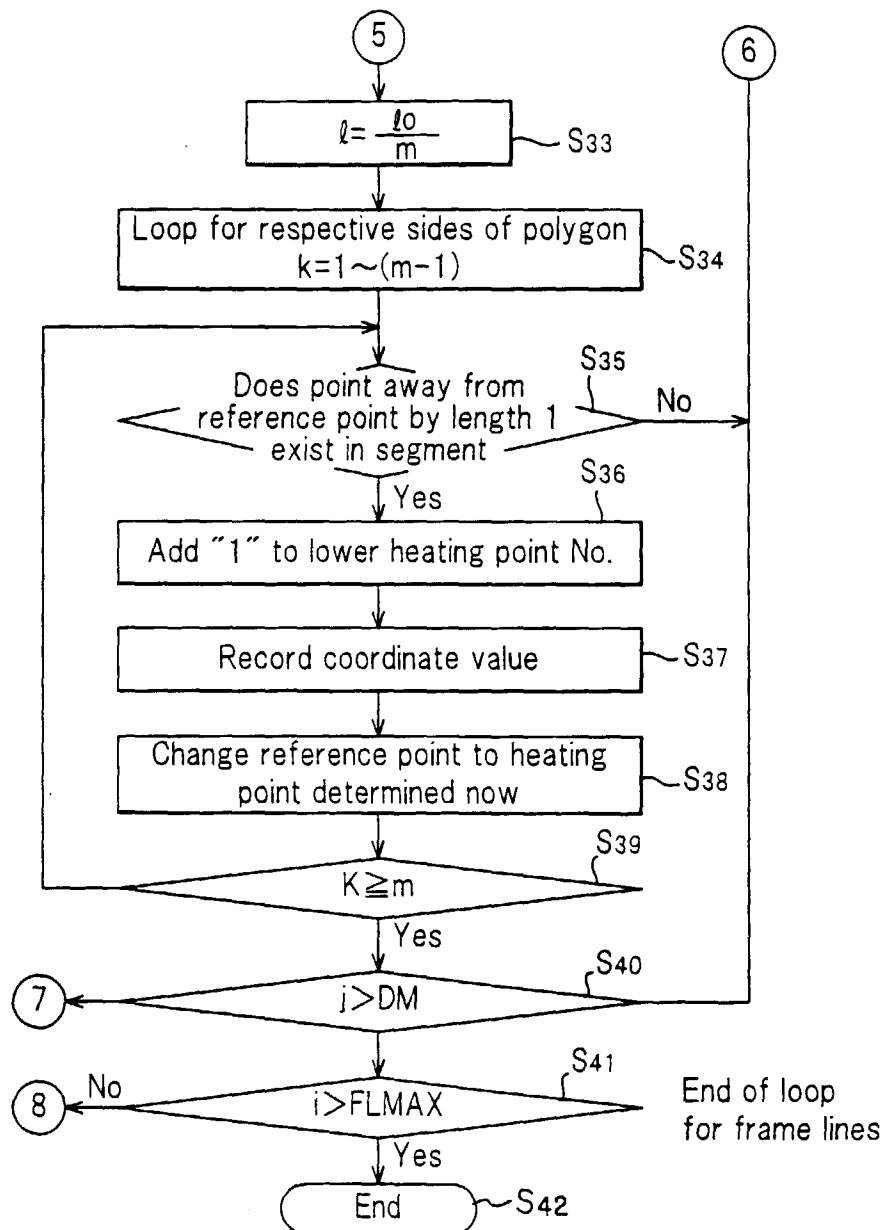 5
6
ℓ= ℓo
m
S33
Loop for respective sides of polygon
k=1~(m-1)
S34
S35
Does point away from
reference point by length 1
exist in segment
No
Yes
S36
Add "1" to lower heating point No.
Record coordinate value
S37
Change reference point to heating
point determined now
S38
S39
K≧m
Yes
S40
7
j>DM
S41
No
8
i>FLMAX
End of loop
for frame lines
Yes
End
S42